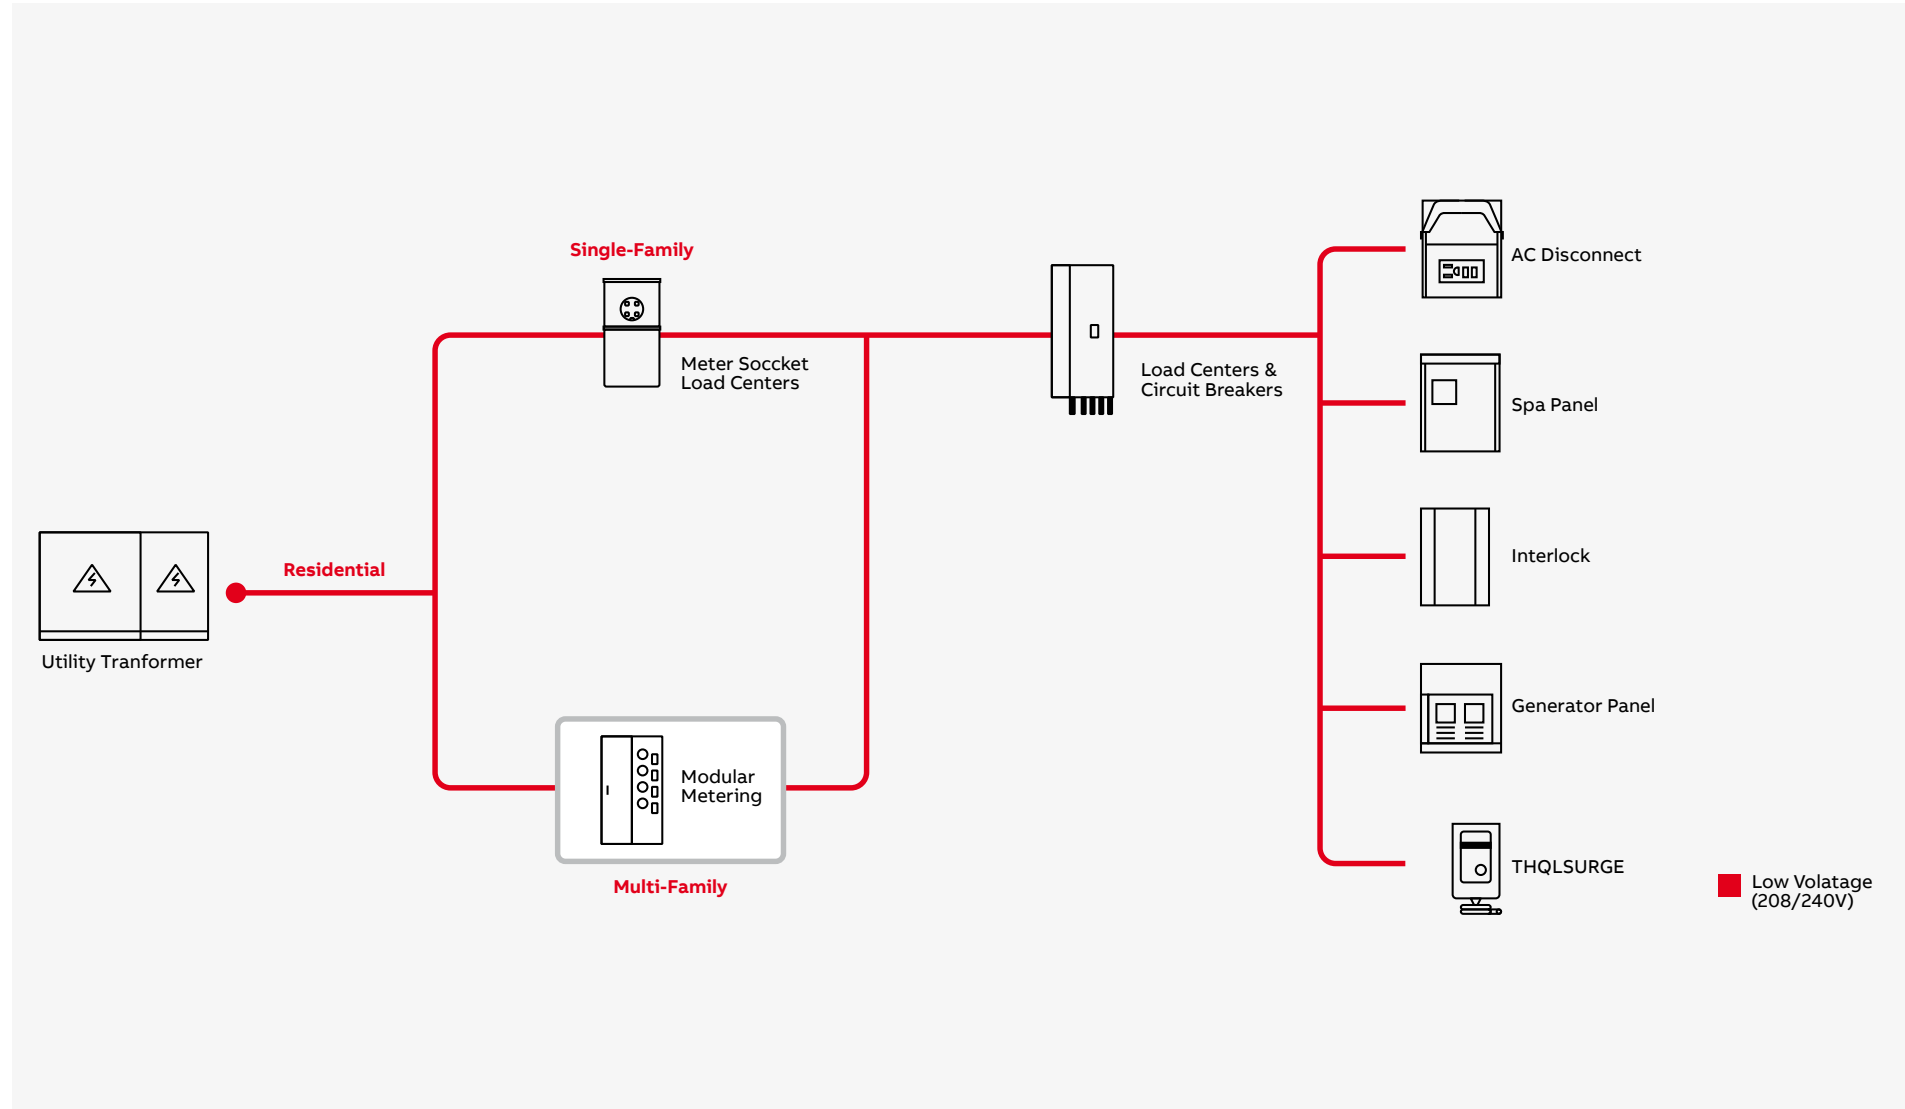 Single-Family
Meter Soccket
Load Centers
Residential
Utility Tranformer
Modular
Metering
Multi-Family
Load Centers &
Circuit Breakers
AC Disconnect
Spa Panel
Interlock
Generator Panel
THQLSURGE
Low Volatage
(208/240V)